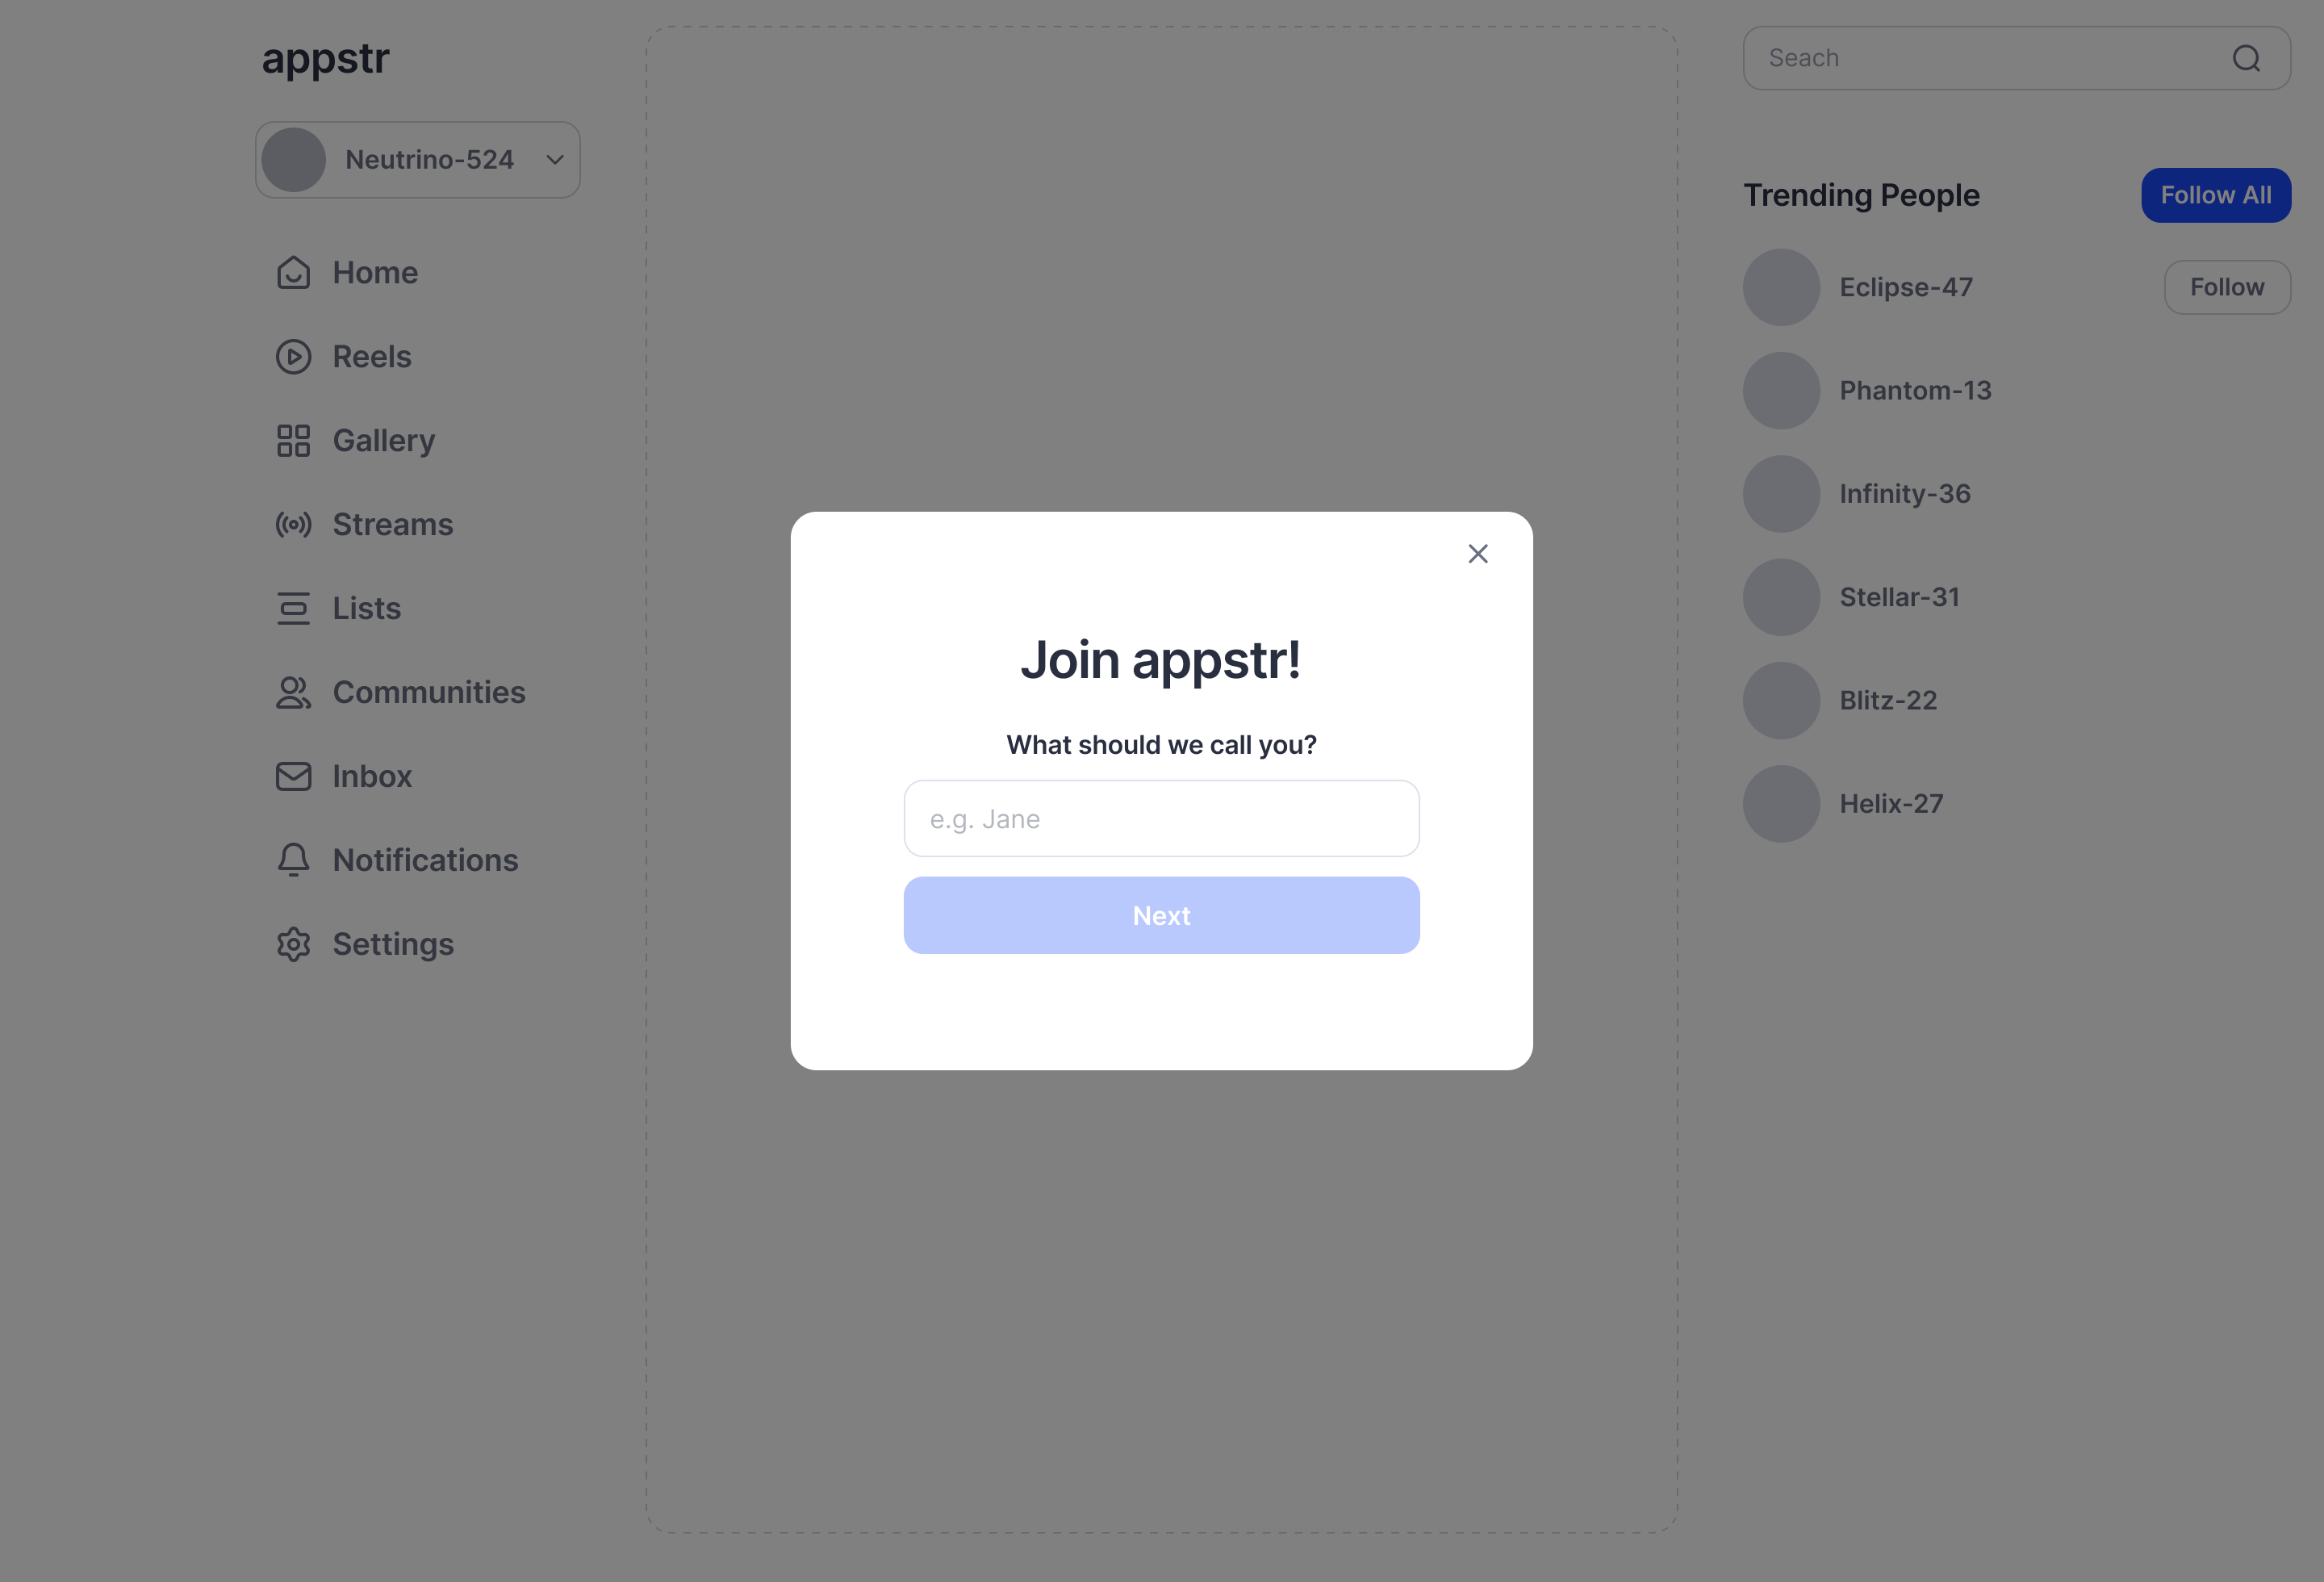 appstr
Neutrino-524
Home
Reels
Gallery
Streams
Lists
Communities
Inbox
Notifications
Settings
Join appstr!
What should we call you?
e.g. Jane
Next
Seach
Trending People
Follow All
Eclipse-47
Follow
Phantom-13
Infinity-36
Stellar-31
Blitz-22
Helix-27